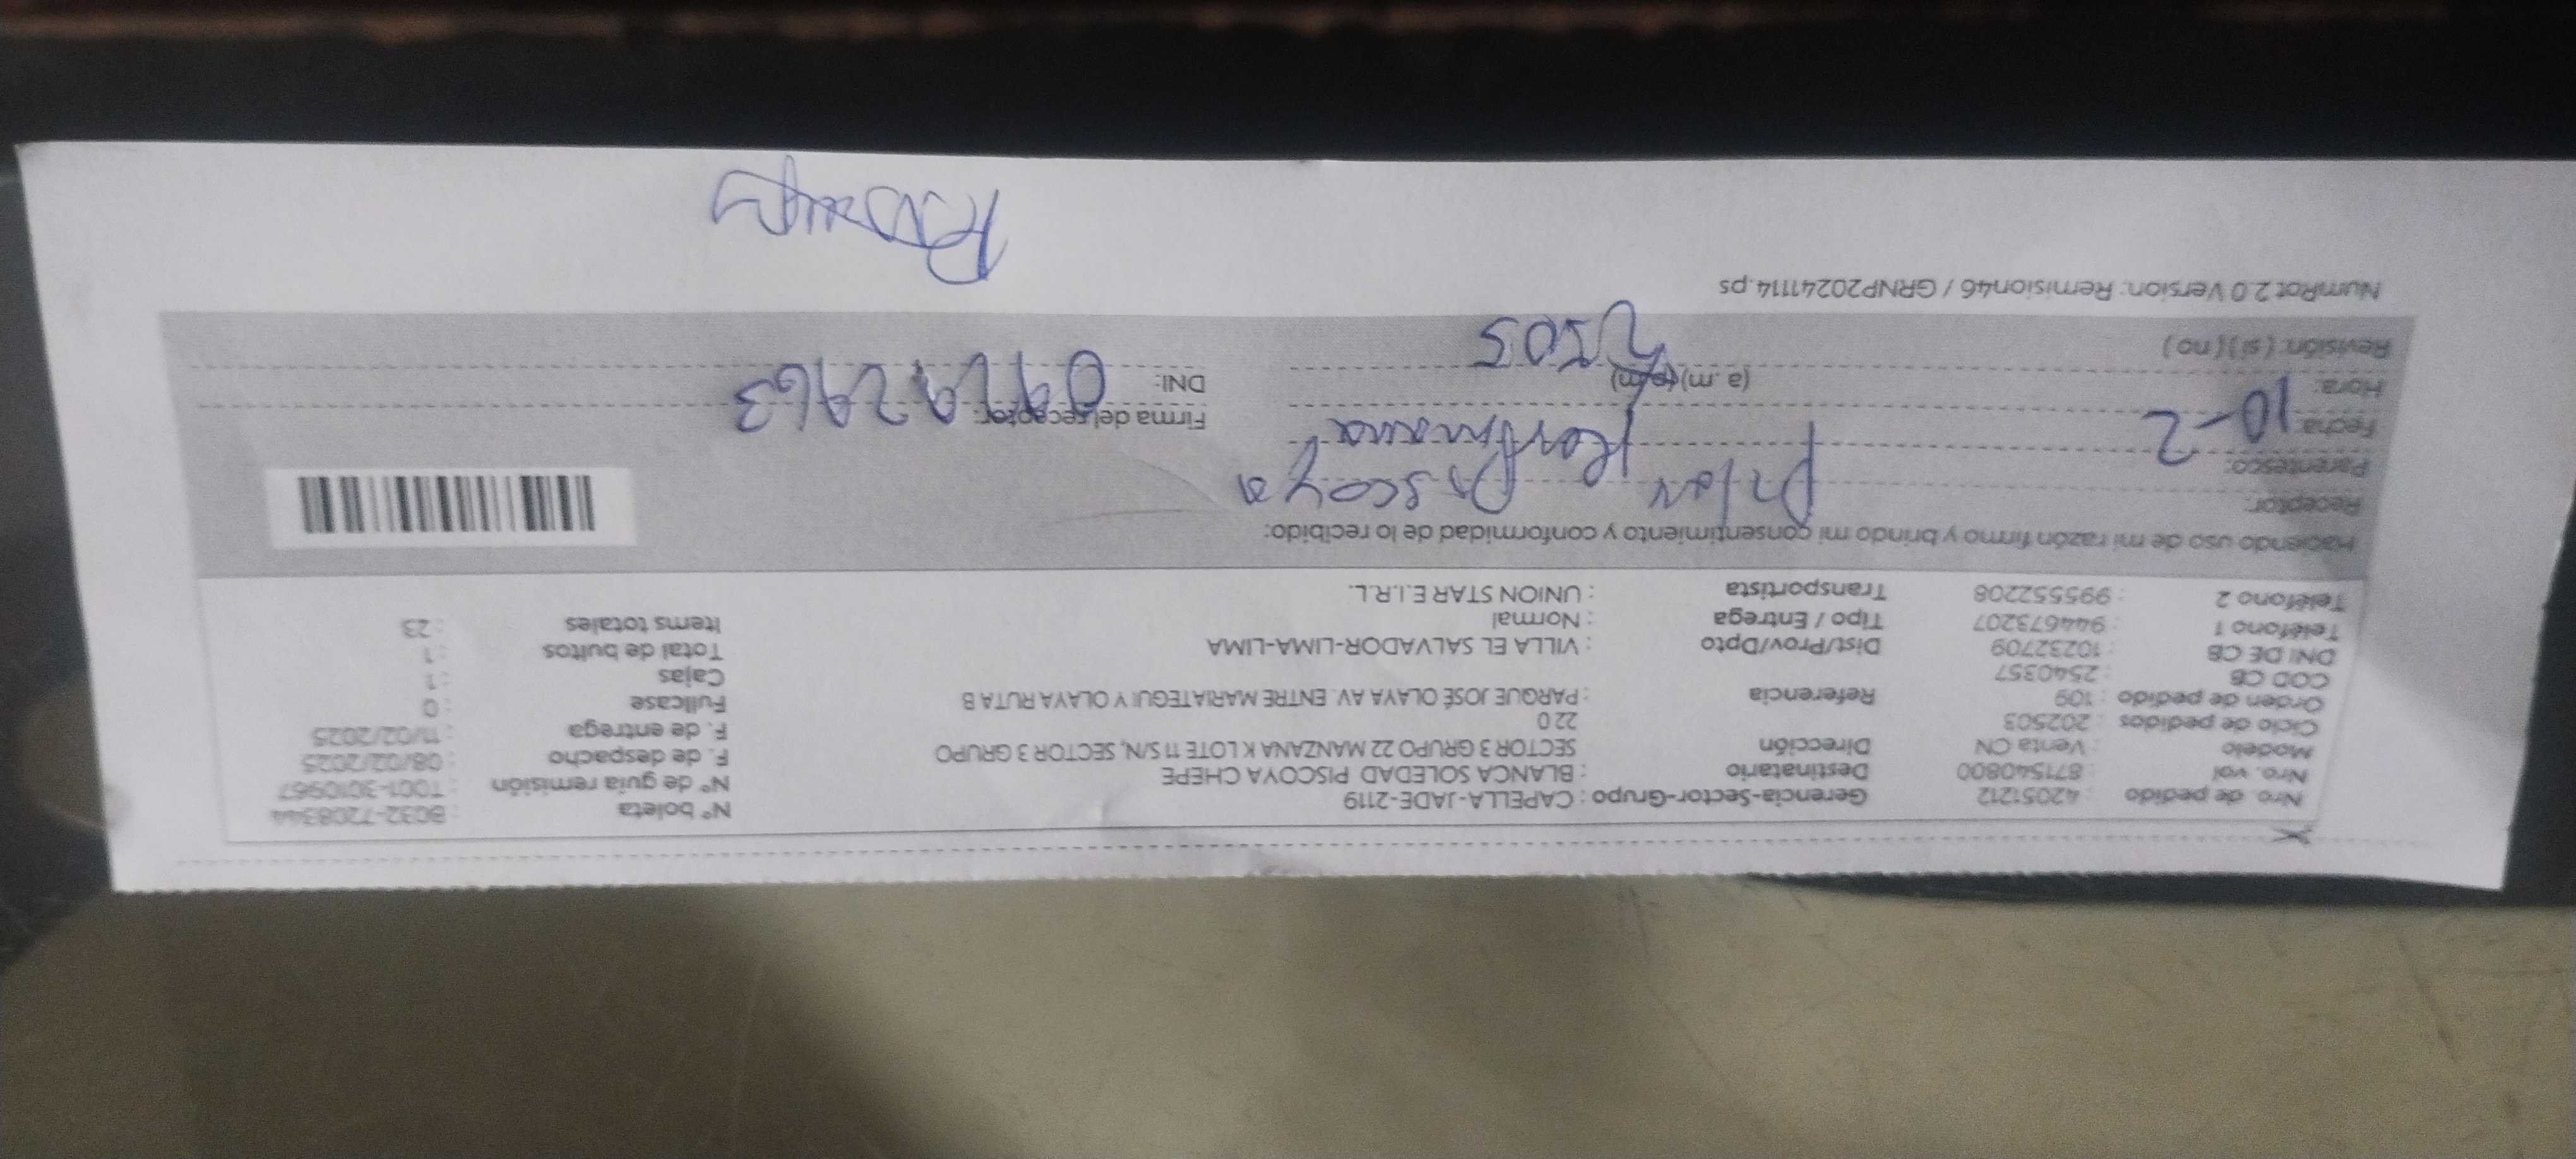 Nro. de pedido : 42051212 Gerencia-Sector-Grupo : CAPELLA-JADE-2119 N° boleta : B032-7208344
Nro. vol : 871540800 Destinatario : BLANCA SOLEDAD PISCOYA CHEPE N° de guía remisión : T001-3010967
Modelo : Venta CN Dirección SECTOR 3 GRUPO 22 MANZANA K LOTE 11 S/N, SECTOR 3 GRUPO F. de despacho : 08/02/2025
Ciclo de pedidos : 202503 22 0 F. de entrega : 11/02/2025
Orden de pedido : 109 Referencia : PARQUE JOSÉ OLAYA AV. ENTRE MARIATEGUI Y OLAYA RUTA B Fullcase : 0
COD CB : 2540357 Cajas : 1
DNI DE CB : 10232709 Dist/Prov/Dpto : VILLA EL SALVADOR-LIMA-LIMA Total de bultos : 1
Teléfono 1 : 944673207 Tipo / Entrega : Normal Items totales : 23
Teléfono 2 : 995552208 Transportista : UNION STAR E.I.R.L.
Haciendo uso de mi razón firmo y brindo mi consentimiento y conformidad de lo recibido:
Receptor: Pilar Piscoya
Parentesco: Hermana
Fecha: 10-2 Firma del receptor:
Hora: (a.m) (p.m) DNI: 09292963
Revisión: (si) (no)
NumRot 2.0 Version: Remision46 / GRNP20241114.ps